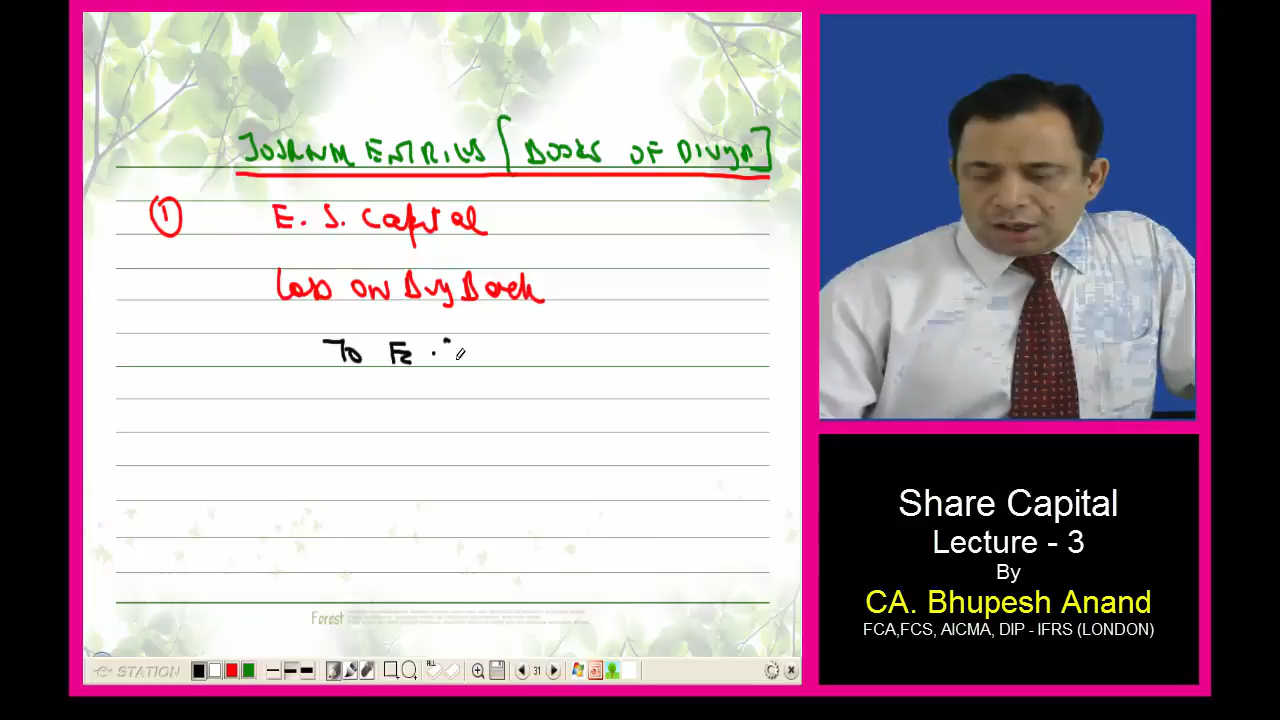 JOURNAL ENTRIES [BOOKS OF DIVYA]
① E. S. Capital
Loss on Buy Back
To E
Forest
e-STATION
31
Share Capital
Lecture - 3
By
CA. Bhupesh Anand
FCA,FCS, AICMA, DIP - IFRS (LONDON)